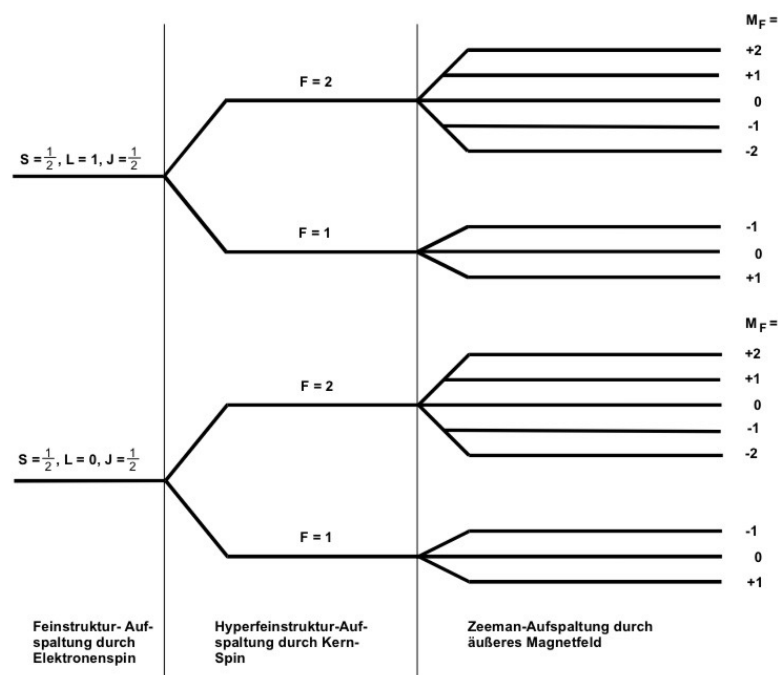 M F =
+2
+1
F = 2
0
-1
S = 1/2, L = 1, J = 1/2
-2
-1
F = 1
0
+1
M F =
+2
+1
F = 2
0
-1
S = 1/2, L = 0, J = 1/2
-2
-1
F = 1
0
+1
Feinstruktur- Auf-
spaltung durch
Elektronenspin
Hyperfeinstruktur-Auf-
spaltung durch Kern-
Spin
Zeeman-Aufspaltung durch
äußeres Magnetfeld